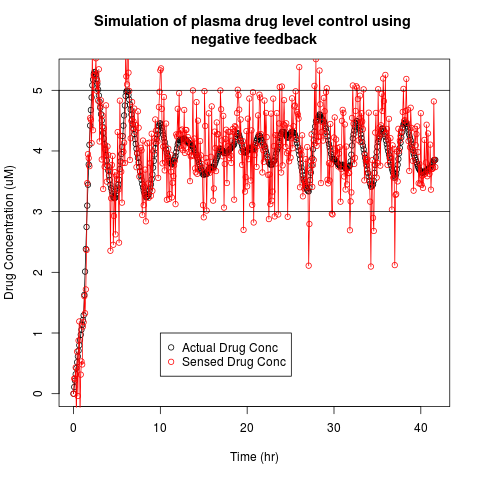 Simulation of plasma drug level control using
negative feedback
Drug Concentration (uM)
5
4
3
2
1
0
Actual Drug Conc
Sensed Drug Conc
0 10 20 30 40
Time (hr)